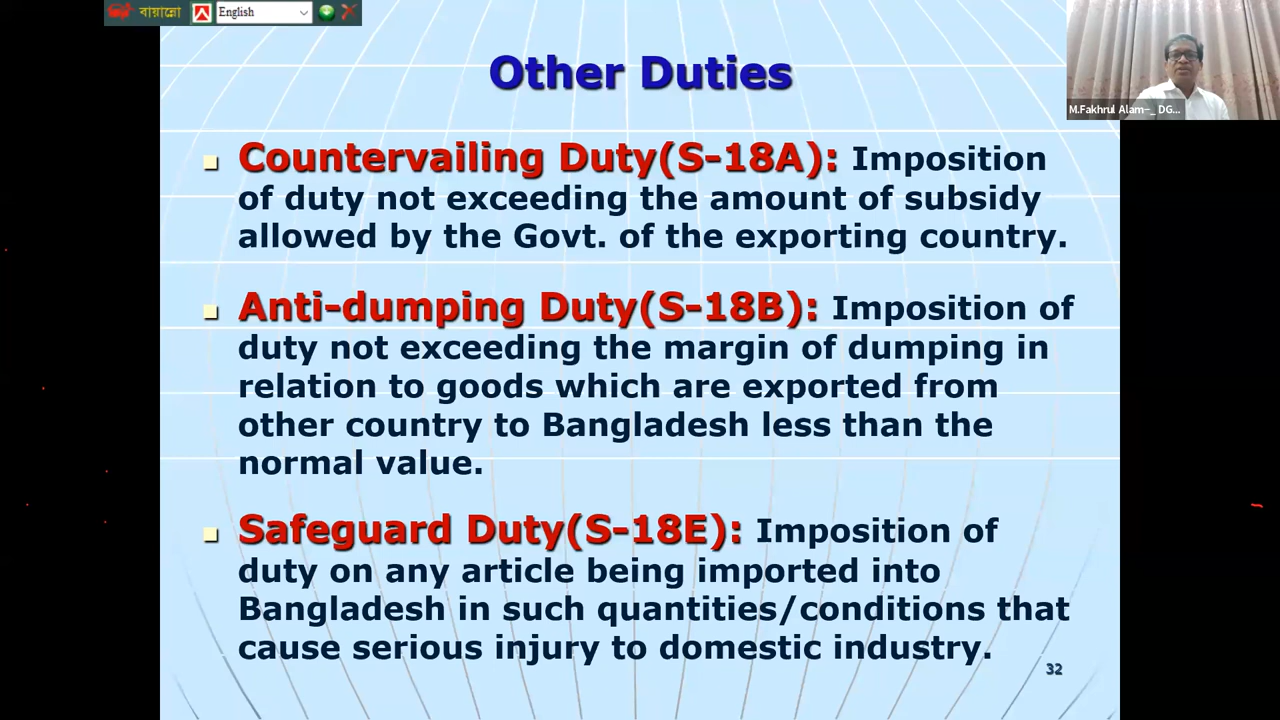 বায়ান্নো
English
Other Duties
M.Fakhrul Alam–_ DG...
Countervailing Duty(S-18A): Imposition
of duty not exceeding the amount of subsidy
allowed by the Govt. of the exporting country.
Anti-dumping Duty(S-18B): Imposition of
duty not exceeding the margin of dumping in
relation to goods which are exported from
other country to Bangladesh less than the
normal value.
Safeguard Duty(S-18E): Imposition of
duty on any article being imported into
Bangladesh in such quantities/conditions that
cause serious injury to domestic industry.
32